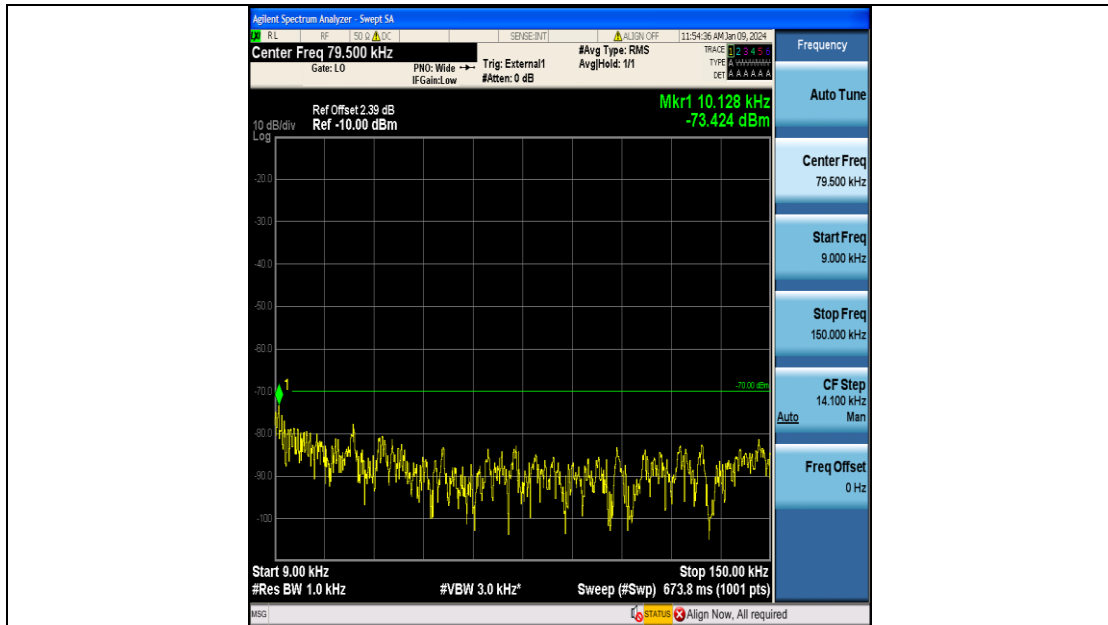 Agilent Spectrum Analyzer - Swept SA
RL RF 50 Ω DC SENSE:INT ALIGN OFF 11:54:36 AM Jan 09, 2024
Center Freq 79.500 kHz
Gate: LO
PNO: Wide
IFGain:Low
Trig: External1
#Atten: 0 dB
#Avg Type: RMS
Avg|Hold: 1/1
TRACE 1 2 3 4 5 6
TYPE A
DET A A A A A A
Mkr1 10.128 kHz
-73.424 dBm
Ref Offset 2.39 dB
10 dB/div Ref -10.00 dBm
Log
-20.0
-30.0
-40.0
-50.0
-60.0
1
-70.0 -70.00 dBm
-80.0
-90.0
-100
Start 9.00 kHz Stop 150.00 kHz
#Res BW 1.0 kHz #VBW 3.0 kHz* Sweep (#Swp) 673.8 ms (1001 pts)
MSG STATUS Align Now, All required
Frequency
Auto Tune
Center Freq
79.500 kHz
Start Freq
9.000 kHz
Stop Freq
150.000 kHz
CF Step
14.100 kHz
Auto Man
Freq Offset
0 Hz